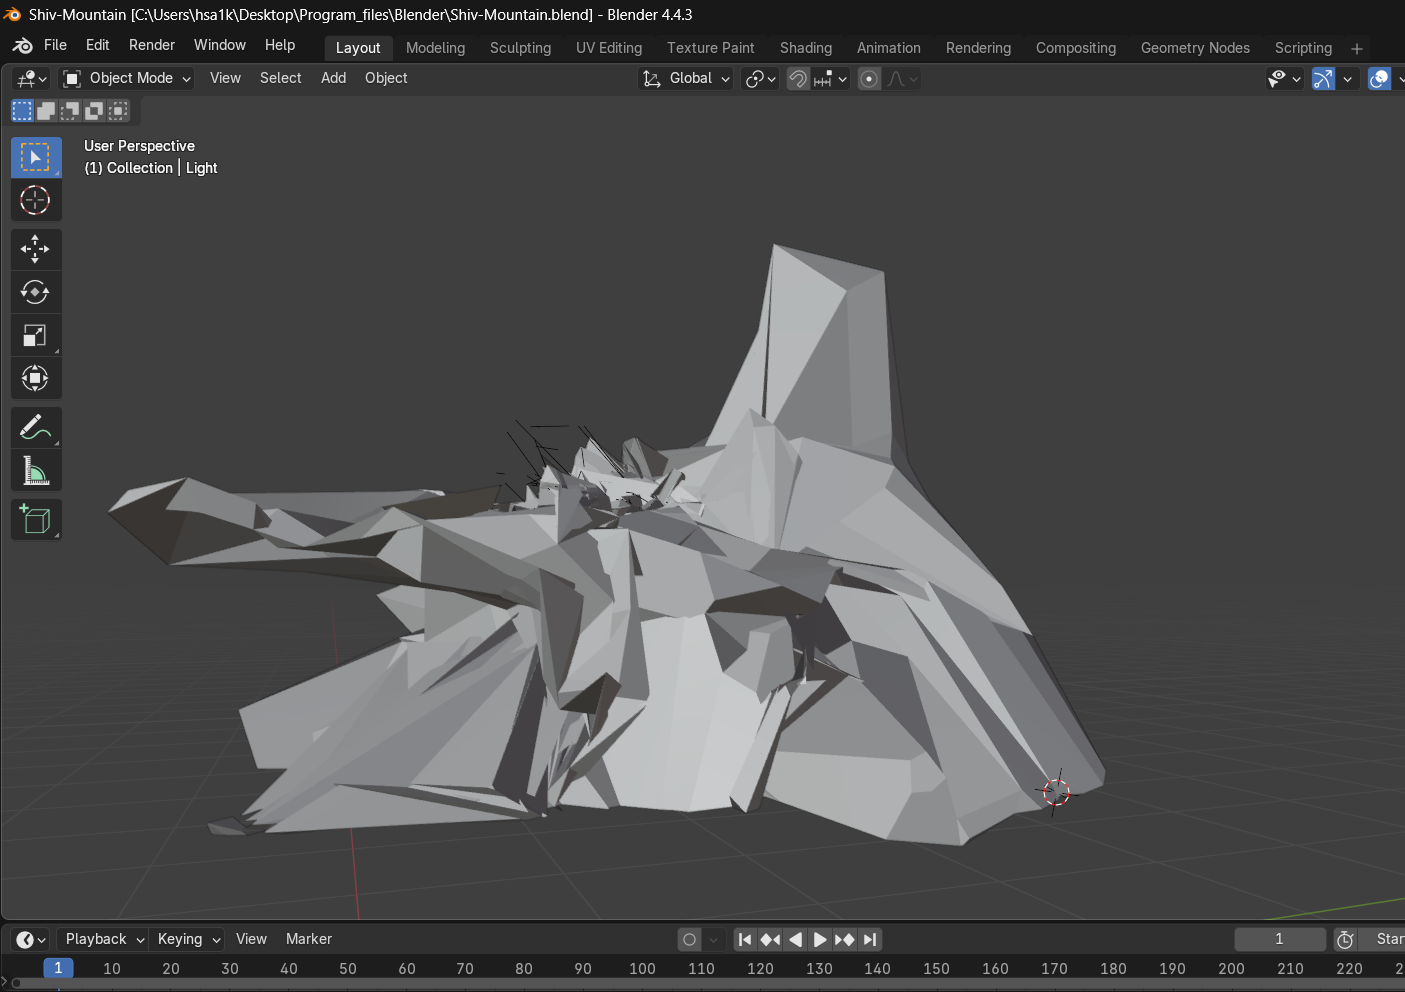 Shiv-Mountain [C:\Users\hsa1k\Desktop\Program_files\Blender\Shiv-Mountain.blend] - Blender 4.4.3
File Edit Render Window Help Layout Modeling Sculpting UV Editing Texture Paint Shading Animation Rendering Compositing Geometry Nodes Scripting
Object Mode View Select Add Object Global
User Perspective
(1) Collection | Light
Playback Keying View Marker 1
1 10 20 30 40 50 60 70 80 90 100 110 120 130 140 150 160 170 180 190 200 210 220